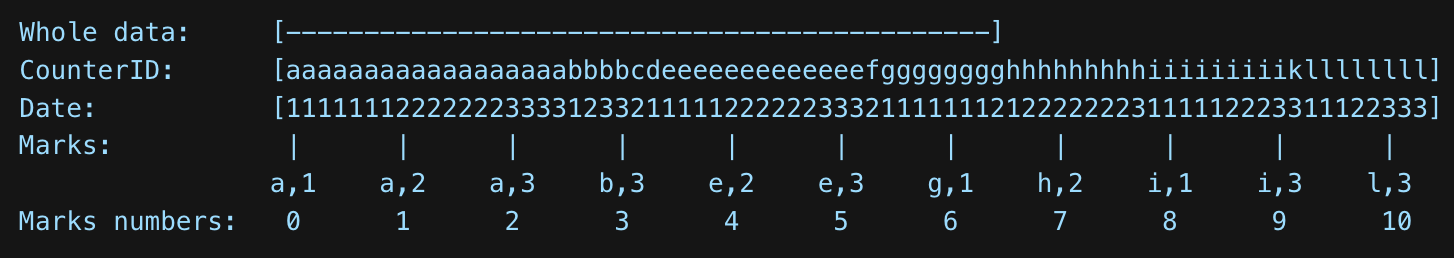 Whole data:     [---------------------------------------------]
CounterID:      [aaaaaaaaaaaaaaaaaabbbbcdeeeeeeeeeeeeefgggggggghhhhhhhhhiiiiiiiiikllllllll]
Date:           [1111111222222233331233211111222222333211111112122222223111112223311122333]
Marks:           |      |      |      |      |      |      |      |      |      |      |
                a,1    a,2    a,3    b,3    e,2    e,3    g,1    h,2    i,1    i,3    l,3
Marks numbers:   0      1      2      3      4      5      6      7      8      9      10